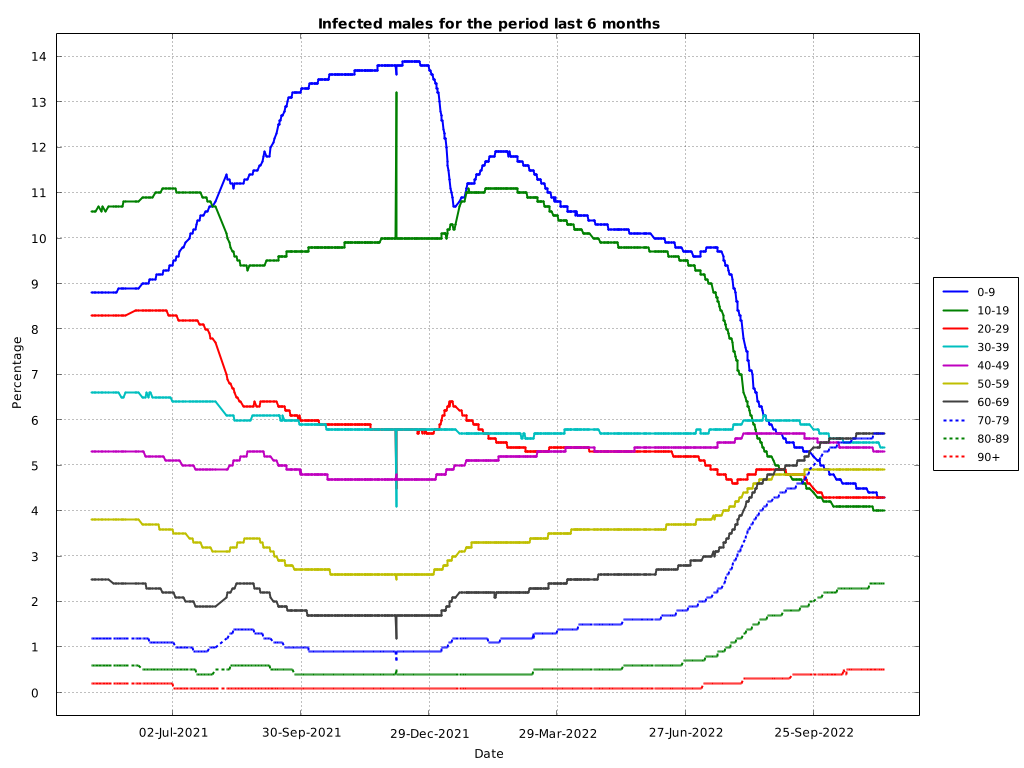 Infected males for the period last 6 months
14
13
12
11
10
9
8
7
6
5
4
3
2
1
0
Percentage
02-Jul-2021
30-Sep-2021
29-Dec-2021
29-Mar-2022
27-Jun-2022
25-Sep-2022
Date
0-9
10-19
20-29
30-39
40-49
50-59
60-69
70-79
80-89
90+